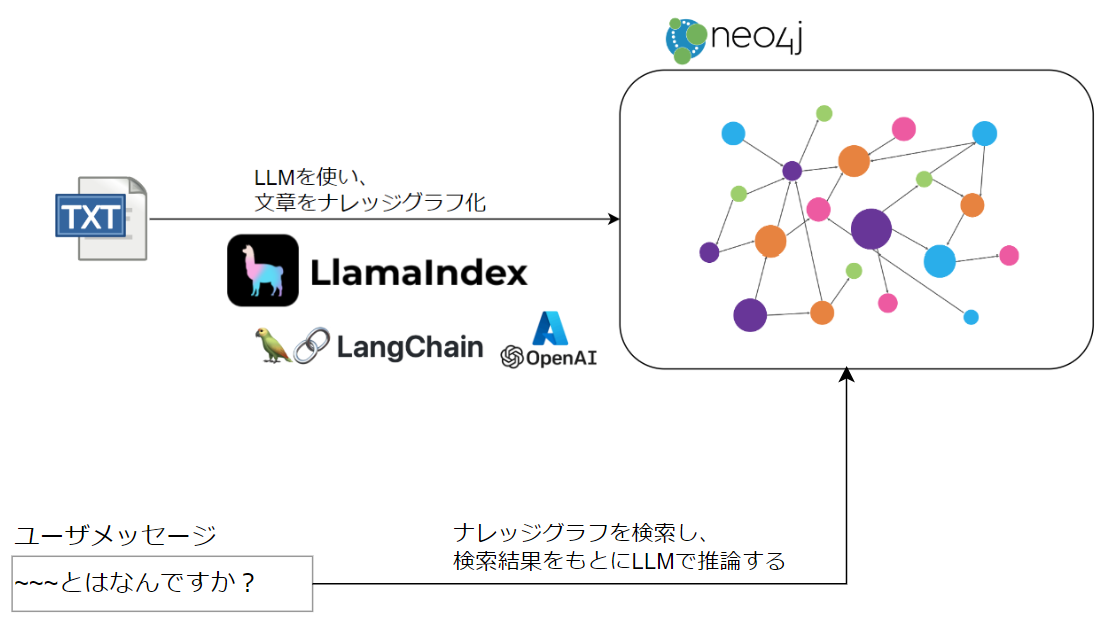 neo4j
LLMを使い、
文章をナレッジグラフ化
TXT
LlamaIndex
LangChain
OpenAI
ユーザメッセージ
~~~とはなんですか？
ナレッジグラフを検索し、
検索結果をもとにLLMで推論する